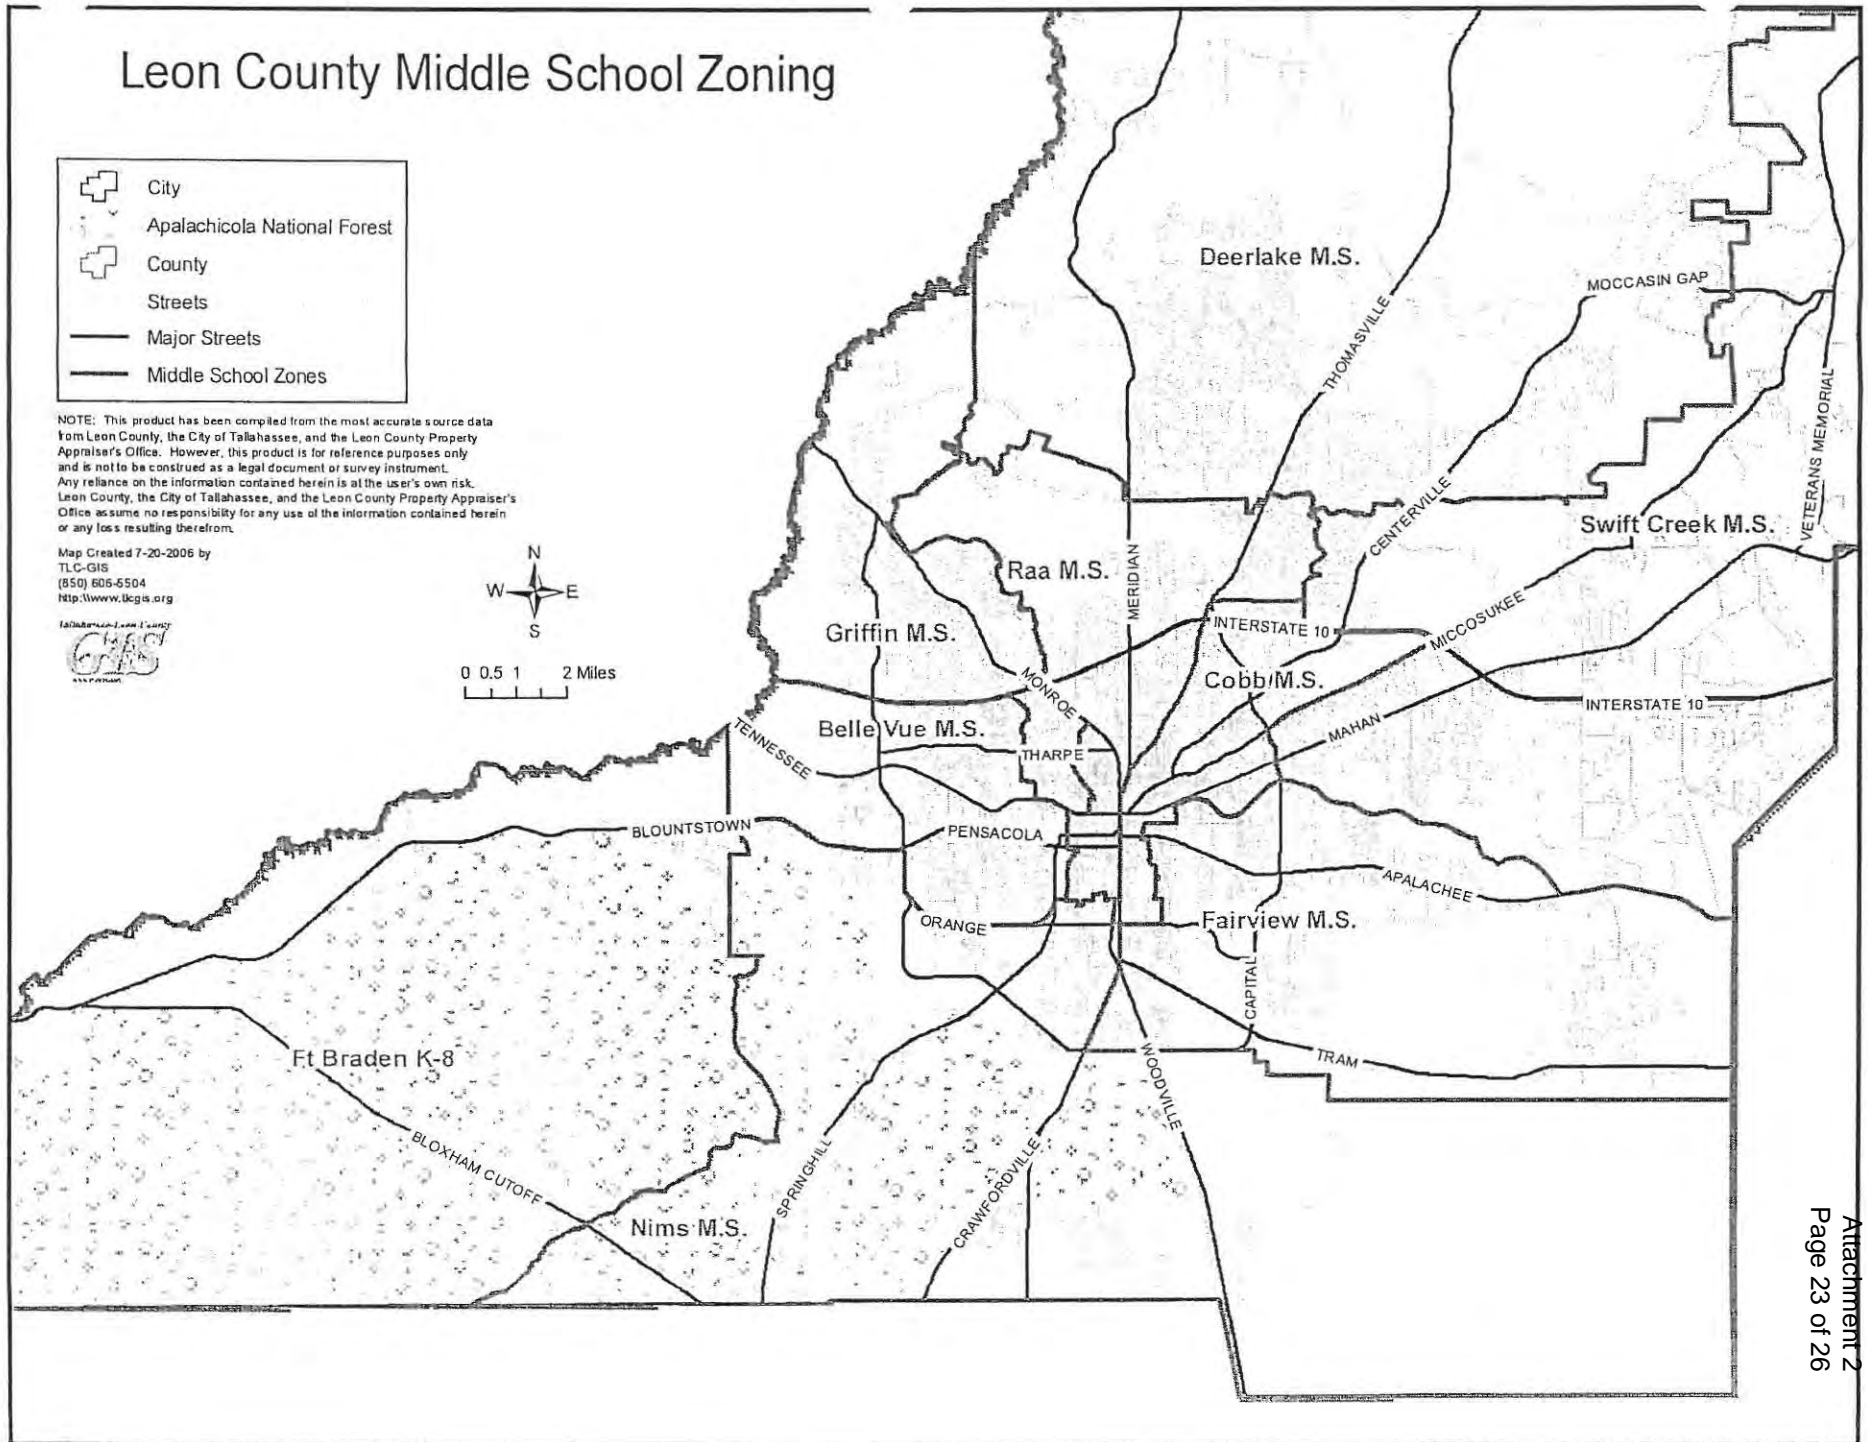 Leon County Middle School Zoning
City
Apalachicola National Forest
County
Streets
Major Streets
Middle School Zones
NOTE: This product has been compiled from the most accurate source data
from Leon County, the City of Tallahassee, and the Leon County Property
Appraiser's Office. However, this product is for reference purposes only
and is not to be construed as a legal document or survey instrument.
Any reliance on the information contained herein is at the user's own risk.
Leon County, the City of Tallahassee, and the Leon County Property Appraiser's
Office assume no responsibility for any use of the information contained herein
or any loss resulting therefrom.
Map Created 7-20-2006 by
TLC-GIS
(850) 606-5504
http:\\www.tlcgis.org
Tallahassee-Leon County
GIS
N
W
E
S
0 0.5 1 2 Miles
Deerlake M.S.
MOCCASIN GAP
THOMASVILLE
VETERANS MEMORIAL
CENTERVILLE
Swift Creek M.S.
MERIDIAN
Raa M.S.
Griffin M.S.
INTERSTATE 10
MICCOSUKEE
MONROE
Cobb M.S.
INTERSTATE 10
Belle Vue M.S.
MAHAN
TENNESSEE
THARPE
BLOUNTSTOWN
PENSACOLA
APALACHEE
ORANGE
Fairview M.S.
CAPITAL
Ft Braden K-8
WOODVILLE
TRAM
BLOXHAM CUTOFF
SPRINGHILL
CRAWFORDVILLE
Nims M.S.
Attachment 2
Page 23 of 26